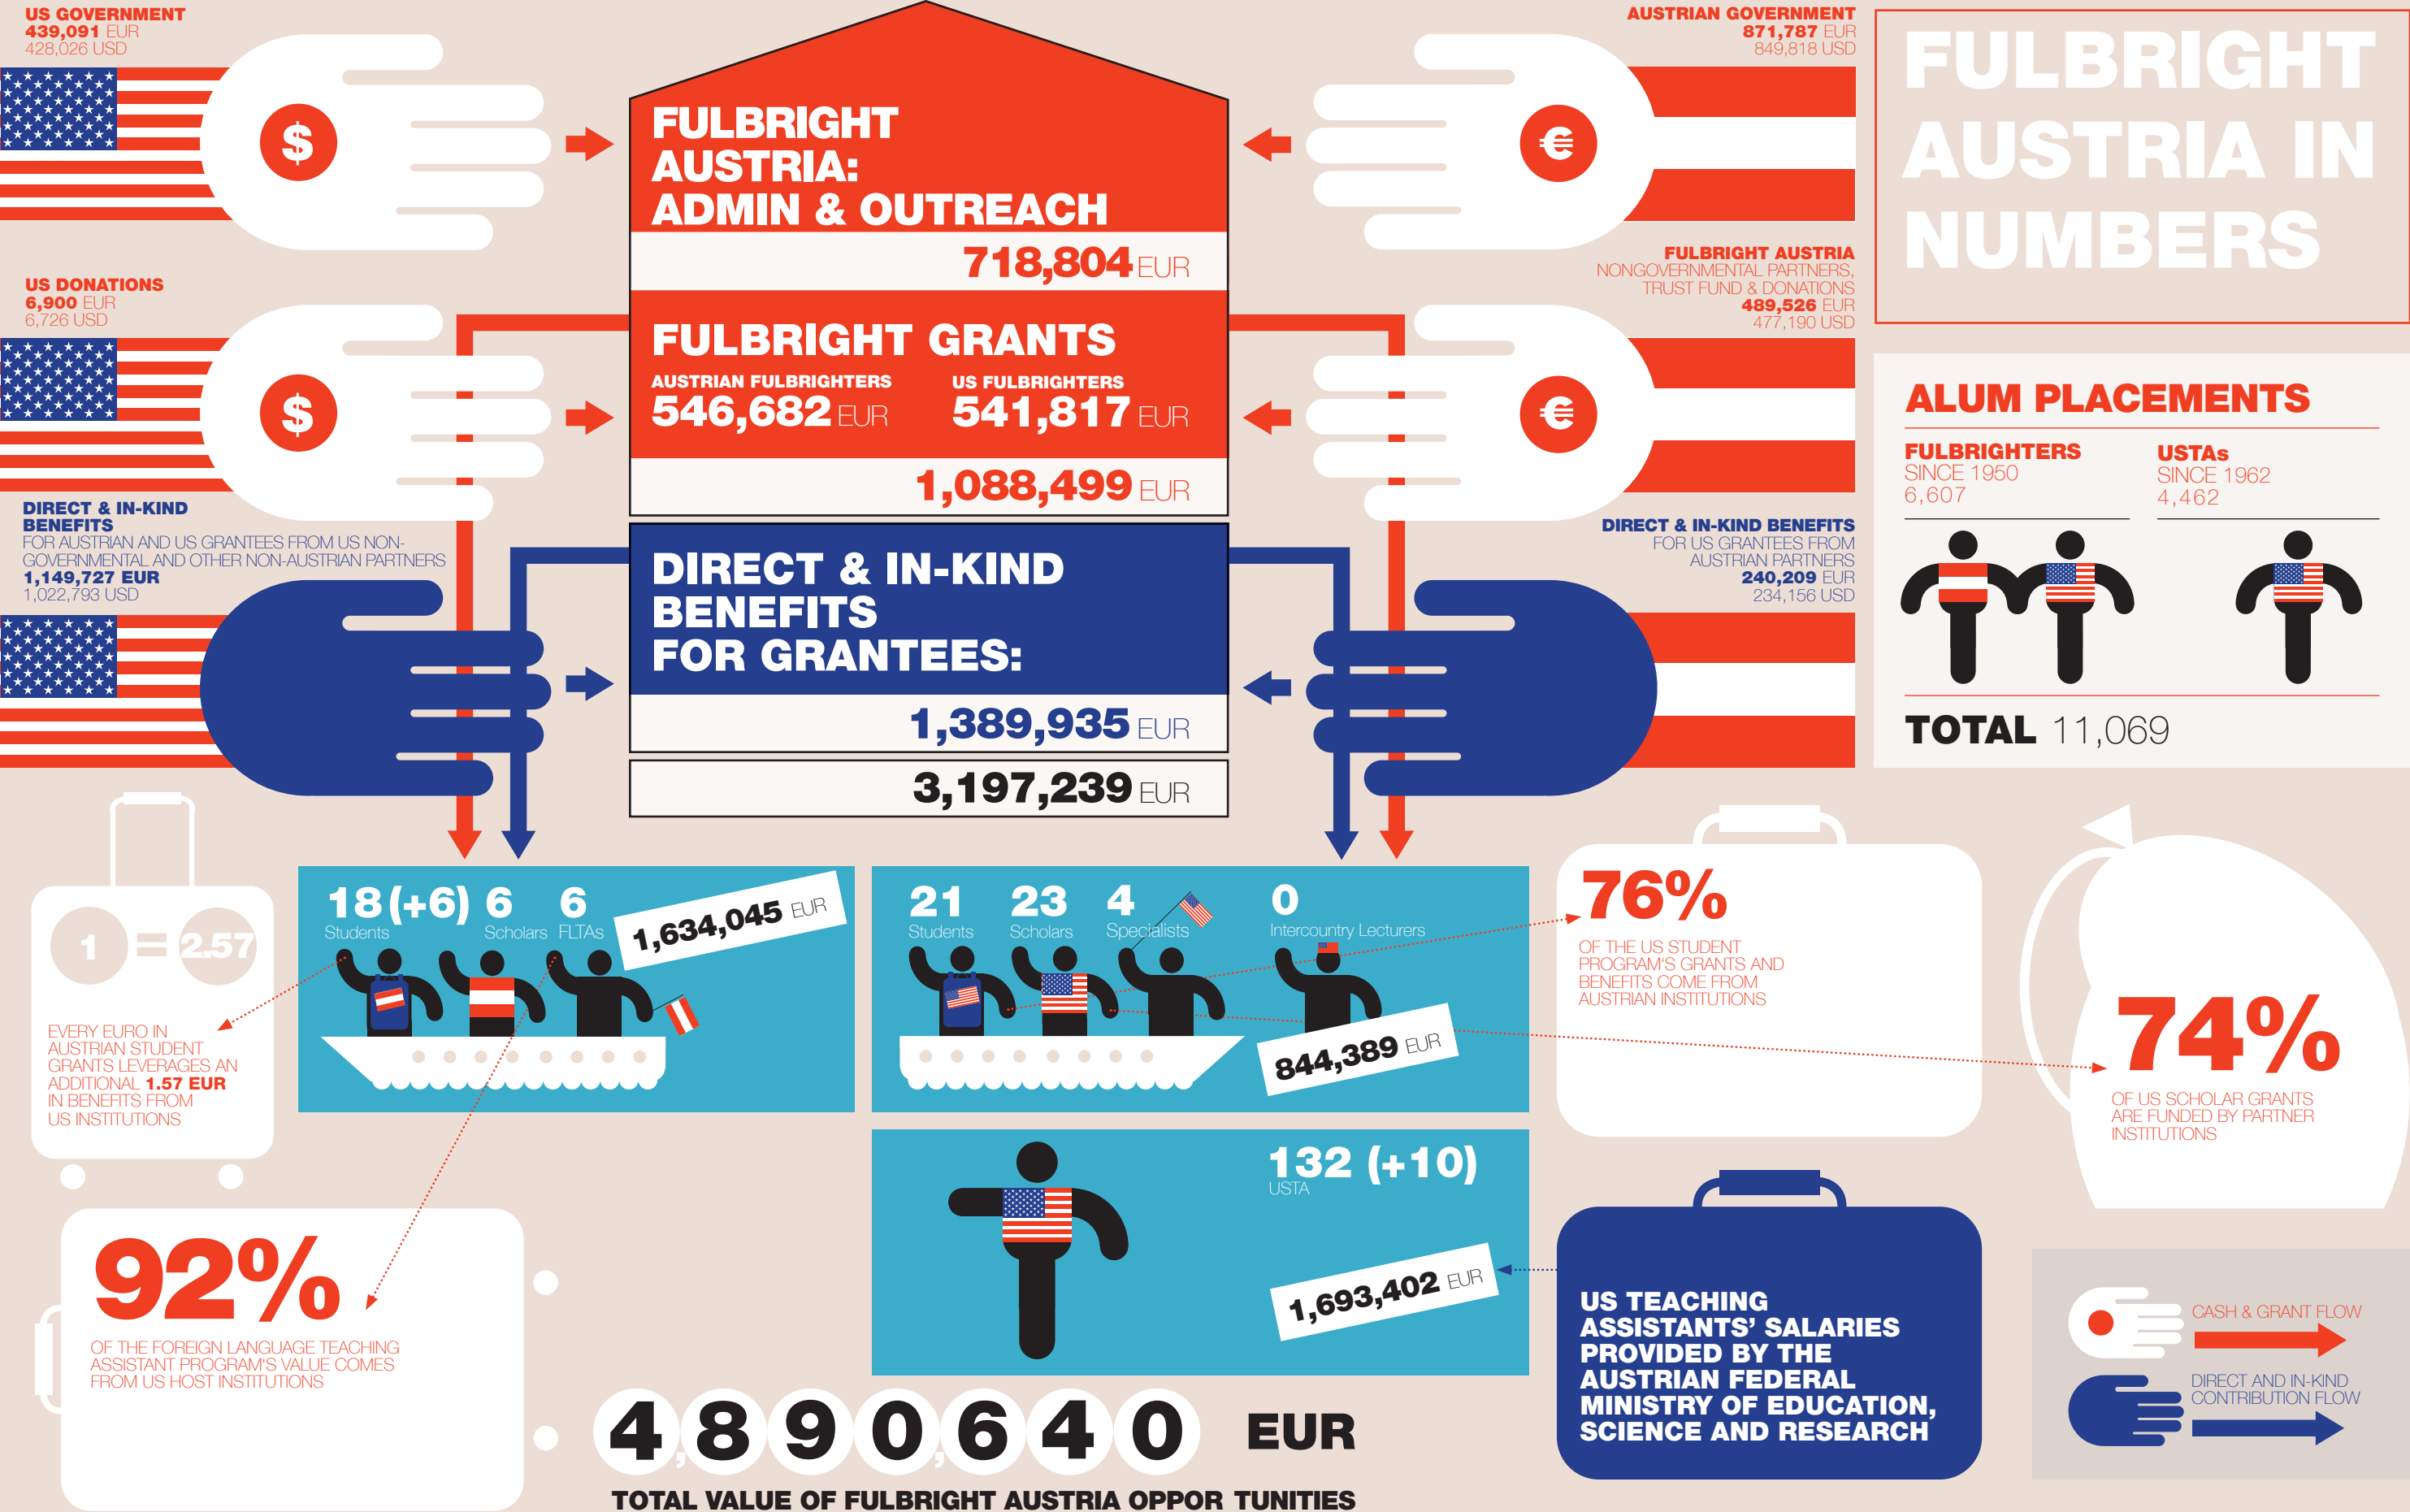 US GOVERNMENT
439,091 EUR
428,026 USD
$
US DONATIONS
6,900 EUR
6,726 USD
$
DIRECT & IN-KIND
BENEFITS
FOR AUSTRIAN AND US GRANTEES FROM US NON-
GOVERNMENTAL AND OTHER NON-AUSTRIAN PARTNERS
1,149,727 EUR
1,022,793 USD
FULBRIGHT
AUSTRIA:
ADMIN & OUTREACH
718,804 EUR
FULBRIGHT GRANTS
AUSTRIAN FULBRIGHTERS
546,682 EUR
US FULBRIGHTERS
541,817 EUR
1,088,499 EUR
DIRECT & IN-KIND
BENEFITS
FOR GRANTEES:
1,389,935 EUR
3,197,239 EUR
AUSTRIAN GOVERNMENT
871,787 EUR
849,818 USD
€
FULBRIGHT AUSTRIA
NONGOVERNMENTAL PARTNERS,
TRUST FUND & DONATIONS
489,526 EUR
477,190 USD
€
DIRECT & IN-KIND BENEFITS
FOR US GRANTEES FROM
AUSTRIAN PARTNERS
240,209 EUR
234,156 USD
FULBRIGHT
AUSTRIA IN
NUMBERS
ALUM PLACEMENTS
FULBRIGHTERS
SINCE 1950
6,607
USTAs
SINCE 1962
4,462
TOTAL 11,069
1 = 2.57
EVERY EURO IN
AUSTRIAN STUDENT
GRANTS LEVERAGES AN
ADDITIONAL 1.57 EUR
IN BENEFITS FROM
US INSTITUTIONS
18 (+6) 6 6
Students Scholars FLTAs
1,634,045 EUR
21 23 4 0
Students Scholars Specialists Intercountry Lecturers
844,389 EUR
76%
OF THE US STUDENT
PROGRAM'S GRANTS AND
BENEFITS COME FROM
AUSTRIAN INSTITUTIONS
74%
OF US SCHOLAR GRANTS
ARE FUNDED BY PARTNER
INSTITUTIONS
92%
OF THE FOREIGN LANGUAGE TEACHING
ASSISTANT PROGRAM'S VALUE COMES
FROM US HOST INSTITUTIONS
132 (+10)
USTA
1,693,402 EUR
US TEACHING
ASSISTANTS' SALARIES
PROVIDED BY THE
AUSTRIAN FEDERAL
MINISTRY OF EDUCATION,
SCIENCE AND RESEARCH
CASH & GRANT FLOW
DIRECT AND IN-KIND
CONTRIBUTION FLOW
4,890,640 EUR
TOTAL VALUE OF FULBRIGHT AUSTRIA OPPOR TUNITIES